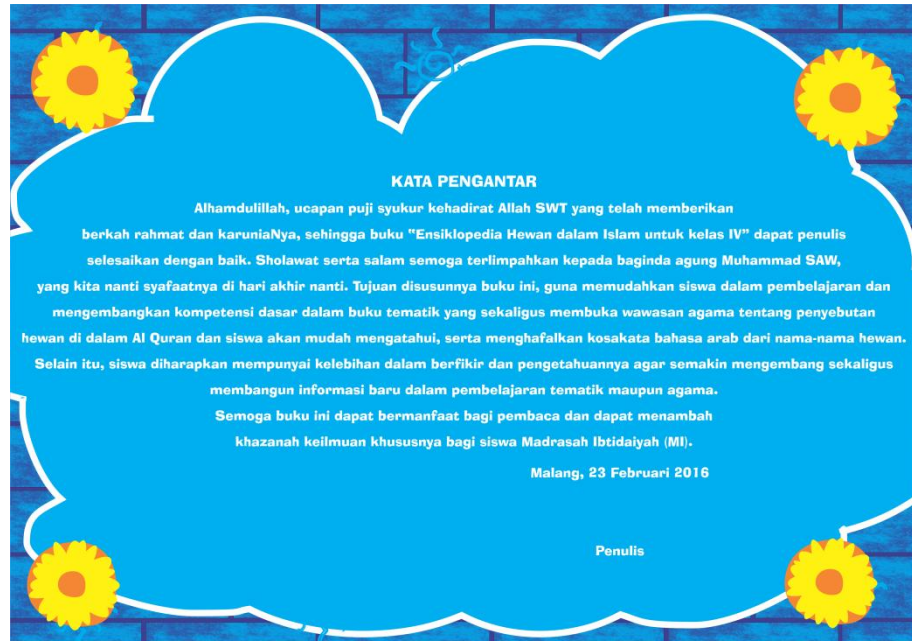 KATA PENGANTAR
Alhamdulillah, ucapan puji syukur kehadirat Allah SWT yang telah memberikan
berkah rahmat dan karuniaNya, sehingga buku "Ensiklopedia Hewan dalam Islam untuk kelas IV" dapat penulis
selesaikan dengan baik. Sholawat serta salam semoga terlimpahkan kepada baginda agung Muhammad SAW,
yang kita nanti syafaatnya di hari akhir nanti. Tujuan disusunnya buku ini, guna memudahkan siswa dalam pembelajaran dan
mengembangkan kompetensi dasar dalam buku tematik yang sekaligus membuka wawasan agama tentang penyebutan
hewan di dalam Al Quran dan siswa akan mudah mengatahui, serta menghafalkan kosakata bahasa arab dari nama-nama hewan.
Selain itu, siswa diharapkan mempunyai kelebihan dalam berfikir dan pengetahuannya agar semakin mengembang sekaligus
membangun informasi baru dalam pembelajaran tematik maupun agama.
Semoga buku ini dapat bermanfaat bagi pembaca dan dapat menambah
khazanah keilmuan khususnya bagi siswa Madrasah Ibtidaiyah (MI).
Malang, 23 Februari 2016
Penulis